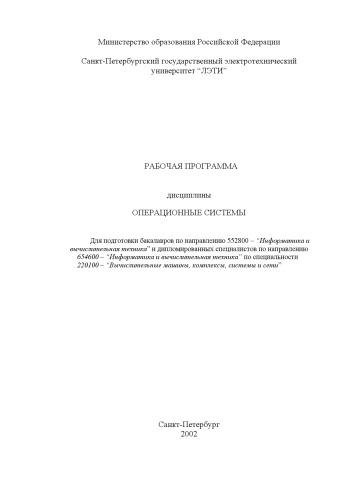 Министерство образования Российской Федерации
Санкт-Петербургский государственный электротехнический
университет “ЛЭТИ”
РАБОЧАЯ ПРОГРАММА
дисциплины
ОПЕРАЦИОННЫЕ СИСТЕМЫ
Для подготовки бакалавров по направлению 552800 – “Информатика и
вычислительная техника” и дипломированных специалистов по направлению
654600 – “Информатика и вычислительная техника” по специальности
220100 – “Вычислительные машины, комплексы, системы и сети”
Санкт-Петербург
2002